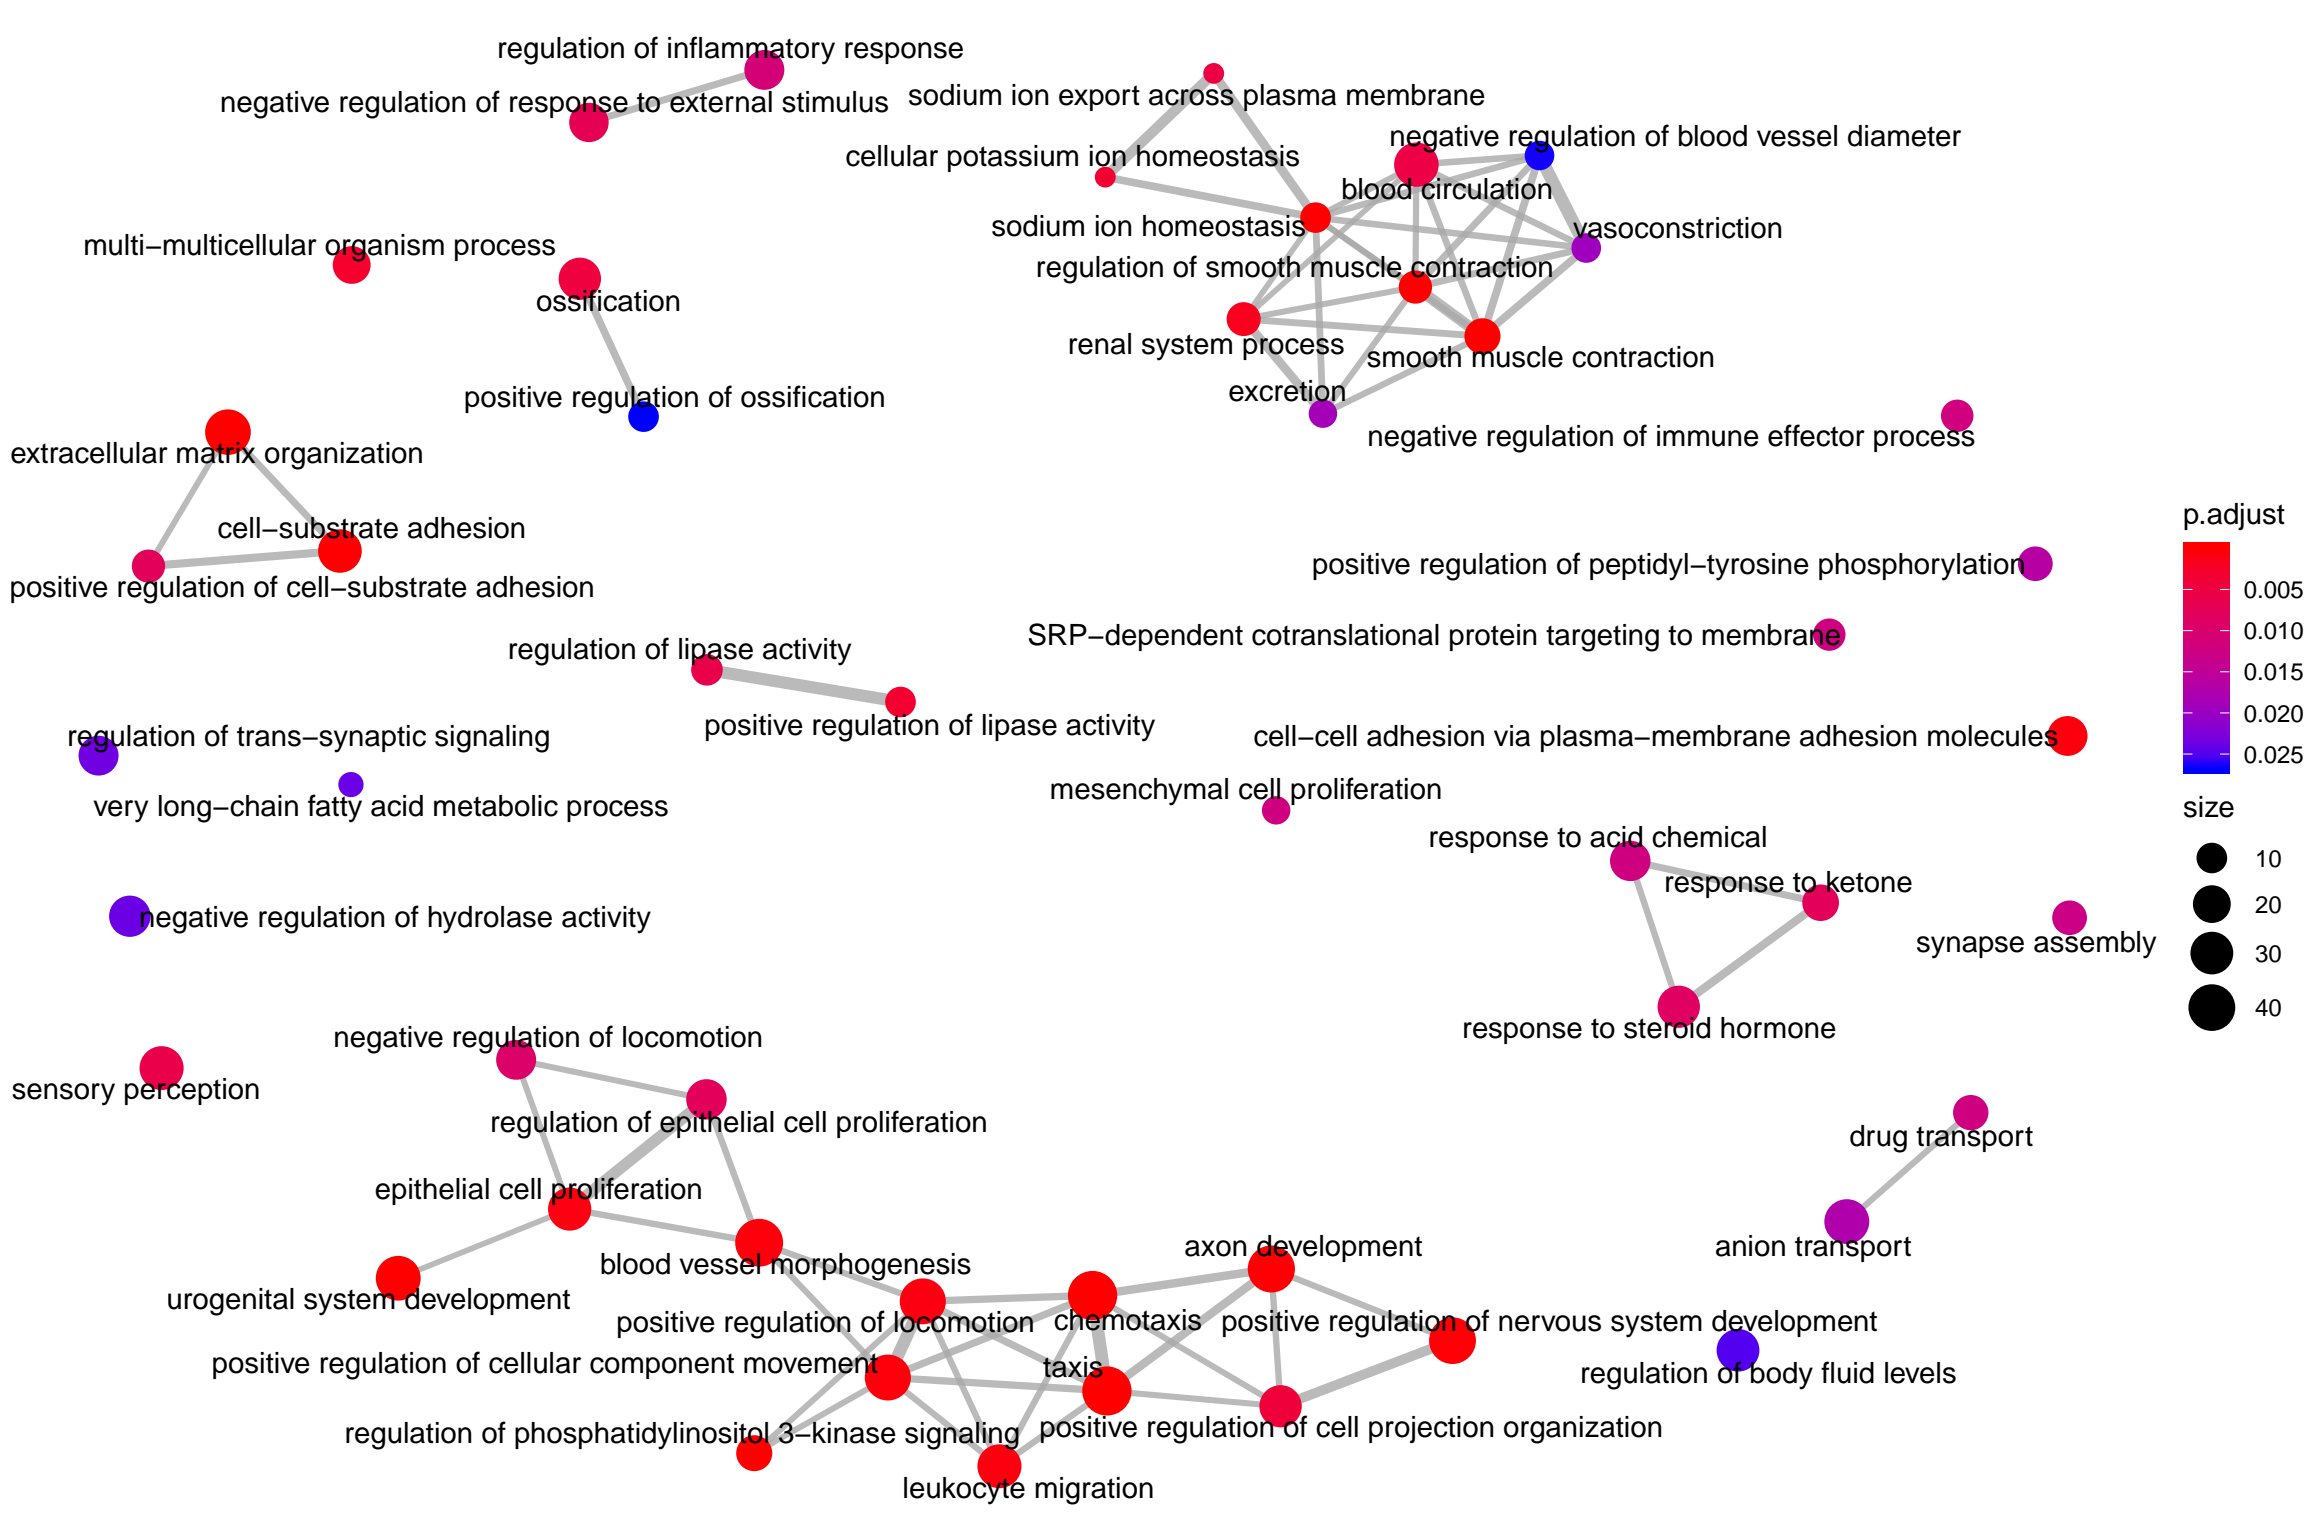 regulation of inflammatory response
negative regulation of response to external stimulus
sodium ion export across plasma membrane
negative regulation of blood vessel diameter
cellular potassium ion homeostasis
blood circulation
sodium ion homeostasis
vasoconstriction
multi−multicellular organism process
regulation of smooth muscle contraction
ossification
renal system process
smooth muscle contraction
excretion
positive regulation of ossification
negative regulation of immune effector process
extracellular matrix organization
cell−substrate adhesion
positive regulation of cell−substrate adhesion
positive regulation of peptidyl−tyrosine phosphorylation
SRP−dependent cotranslational protein targeting to membrane
regulation of lipase activity
positive regulation of lipase activity
regulation of trans−synaptic signaling
cell−cell adhesion via plasma−membrane adhesion molecules
very long−chain fatty acid metabolic process
mesenchymal cell proliferation
response to acid chemical
response to ketone
negative regulation of hydrolase activity
synapse assembly
response to steroid hormone
negative regulation of locomotion
sensory perception
regulation of epithelial cell proliferation
drug transport
epithelial cell proliferation
anion transport
axon development
blood vessel morphogenesis
urogenital system development
positive regulation of locomotion
chemotaxis
positive regulation of nervous system development
positive regulation of cellular component movement
taxis
regulation of body fluid levels
regulation of phosphatidylinositol 3−kinase signaling
positive regulation of cell projection organization
leukocyte migration
p.adjust
0.005
0.010
0.015
0.020
0.025
size
10
20
30
40